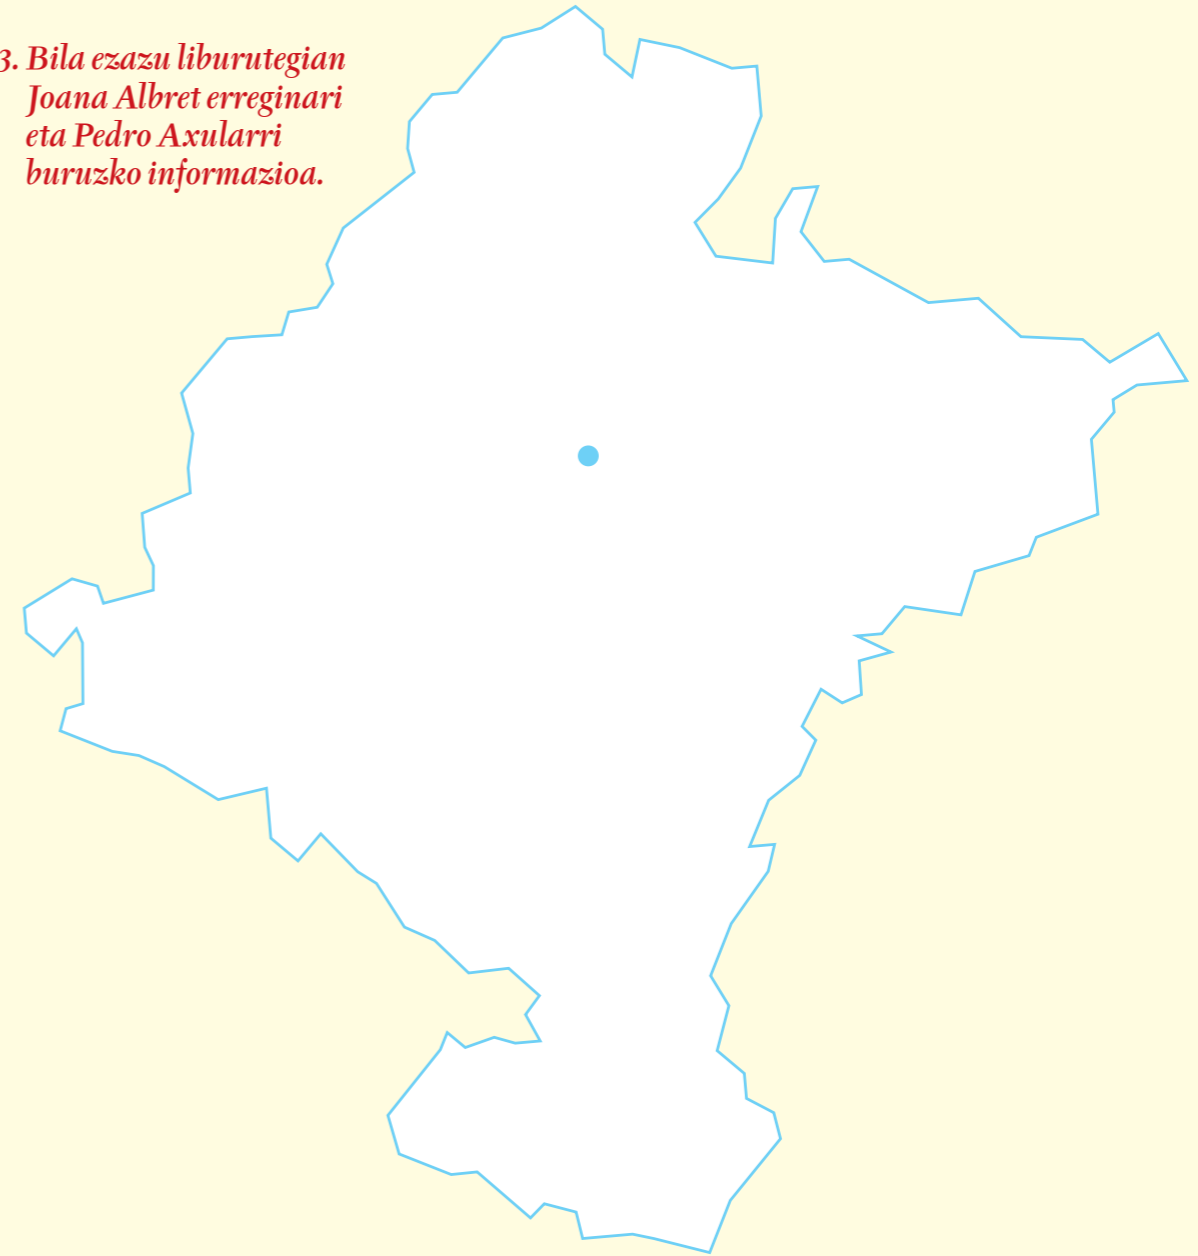 3. Bila ezazu liburutegian
Joana Albret erreginari
eta Pedro Axularri
buruzko informazioa.